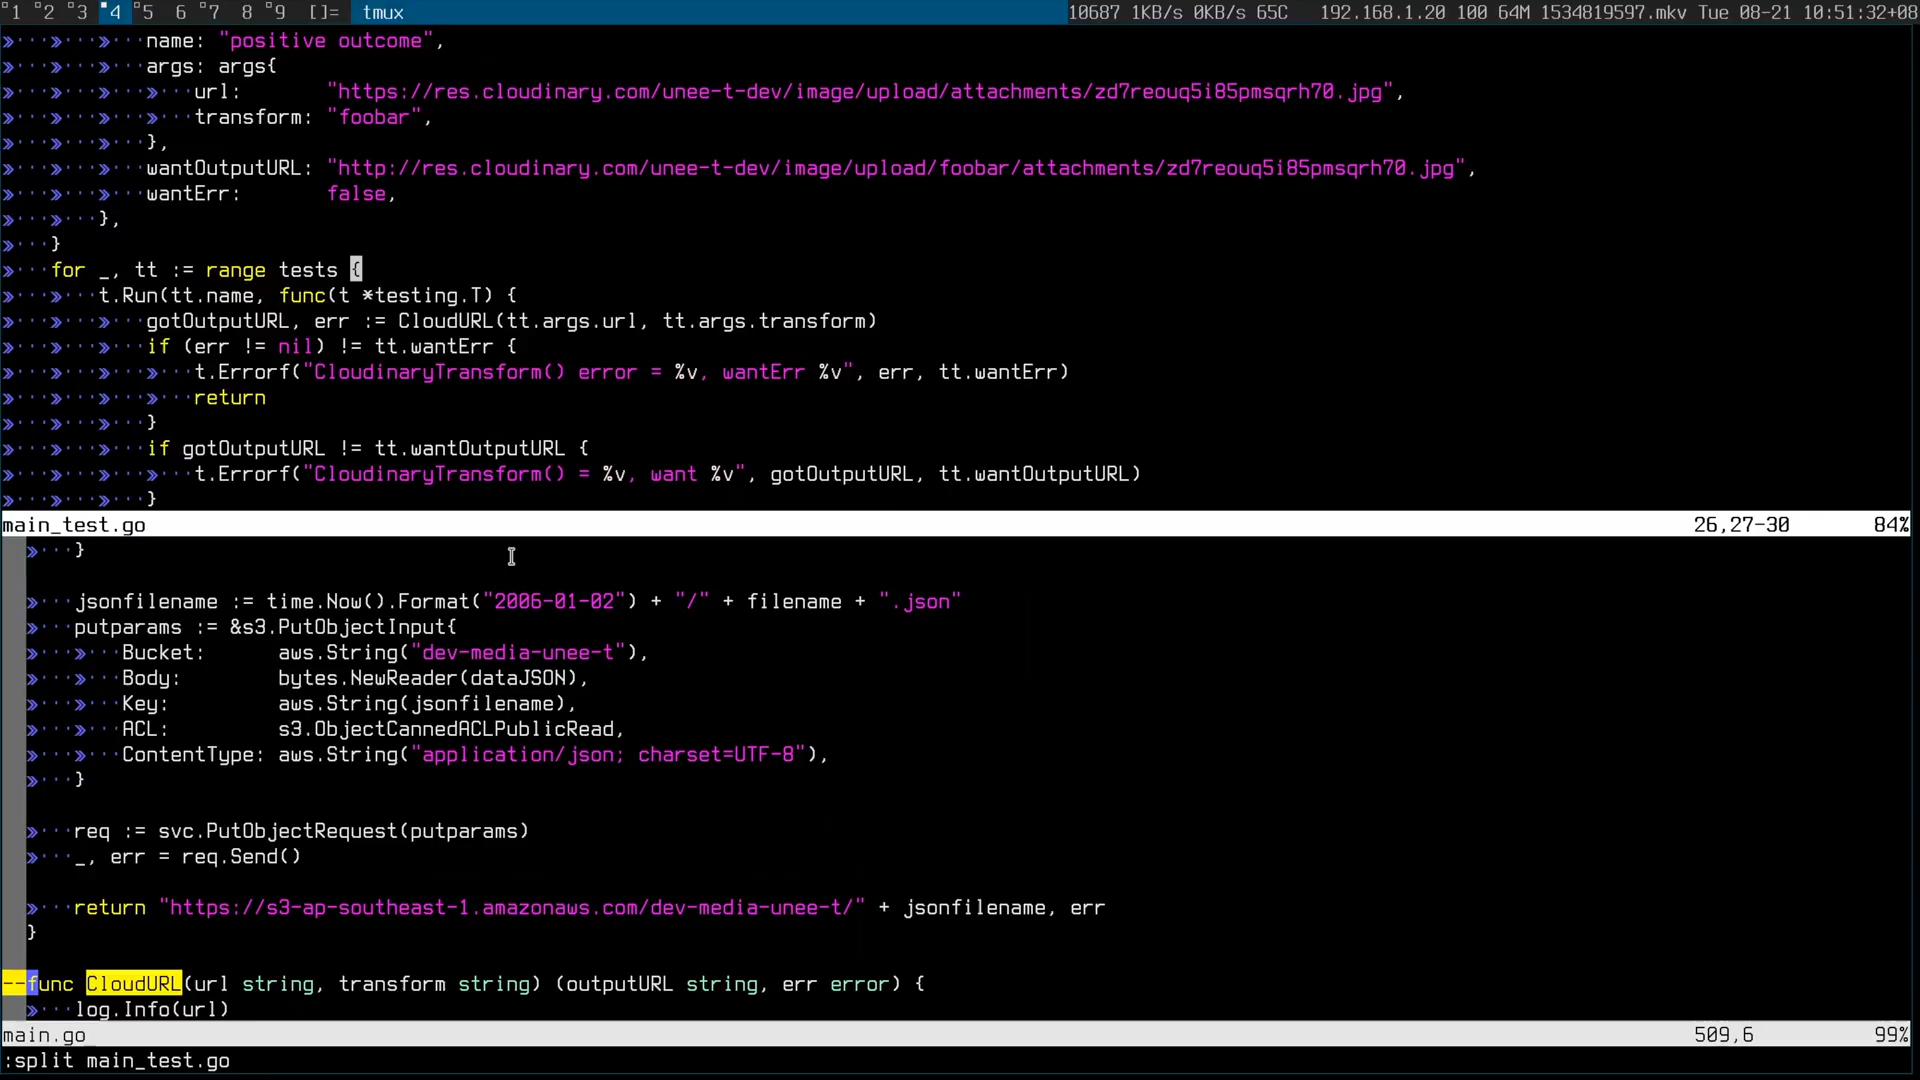 1 2 3 4 5 6 7 8 9 []= tmux 10687 1KB/s 0KB/s 65C 192.168.1.20 100 64M 1534819597.mkv Tue 08-21 10:51:32+08
»···»···»···name: "positive outcome",
»···»···»···args: args{
»···»···»···»···url:       "https://res.cloudinary.com/unee-t-dev/image/upload/attachments/zd7reouq5i85pmsqrh70.jpg",
»···»···»···»···transform: "foobar",
»···»···»···},
»···»···»···wantOutputURL: "http://res.cloudinary.com/unee-t-dev/image/upload/foobar/attachments/zd7reouq5i85pmsqrh70.jpg",
»···»···»···wantErr:       false,
»···»···},
»···}
»···for _, tt := range tests {
»···»···t.Run(tt.name, func(t *testing.T) {
»···»···»···gotOutputURL, err := CloudURL(tt.args.url, tt.args.transform)
»···»···»···if (err != nil) != tt.wantErr {
»···»···»···»···t.Errorf("CloudinaryTransform() error = %v, wantErr %v", err, tt.wantErr)
»···»···»···»···return
»···»···»···}
»···»···»···if gotOutputURL != tt.wantOutputURL {
»···»···»···»···t.Errorf("CloudinaryTransform() = %v, want %v", gotOutputURL, tt.wantOutputURL)
»···»···»···}
main_test.go 26,27-30 84%
»···}
»···jsonfilename := time.Now().Format("2006-01-02") + "/" + filename + ".json"
»···putparams := &s3.PutObjectInput{
»···»···Bucket:      aws.String("dev-media-unee-t"),
»···»···Body:        bytes.NewReader(dataJSON),
»···»···Key:         aws.String(jsonfilename),
»···»···ACL:         s3.ObjectCannedACLPublicRead,
»···»···ContentType: aws.String("application/json; charset=UTF-8"),
»···}
»···req := svc.PutObjectRequest(putparams)
»···_, err = req.Send()
»···return "https://s3-ap-southeast-1.amazonaws.com/dev-media-unee-t/" + jsonfilename, err
}
--func CloudURL(url string, transform string) (outputURL string, err error) {
»···log.Info(url)
main.go 509,6 99%
:split main_test.go